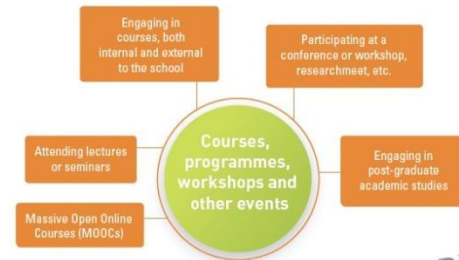 Engaging in
courses, both
internal and external
to the school
Participating at a
conference or workshop,
researchmeet, etc.
Attending lectures
or seminars
Courses,
programmes,
workshops and
other events
Engaging in
post-graduate
academic studies
Massive Open Online
Courses (MOOCs)